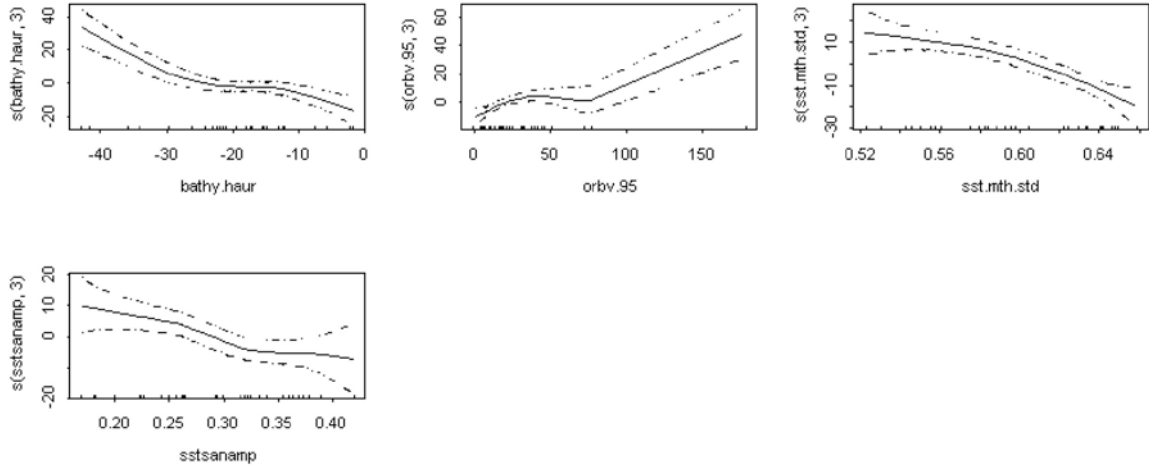 s(bathy.haur, 3)
40
20
0
-20
-40 -30 -20 -10 0
bathy.haur
s(orbv.95, 3)
60
40
20
0
0 50 100 150
orbv.95
s(sst.mth.std, 3)
10
-10
-30
0.52 0.56 0.60 0.64
sst.mth.std
s(sstsanamp, 3)
20
10
0
-20
0.20 0.25 0.30 0.35 0.40
sstsanamp